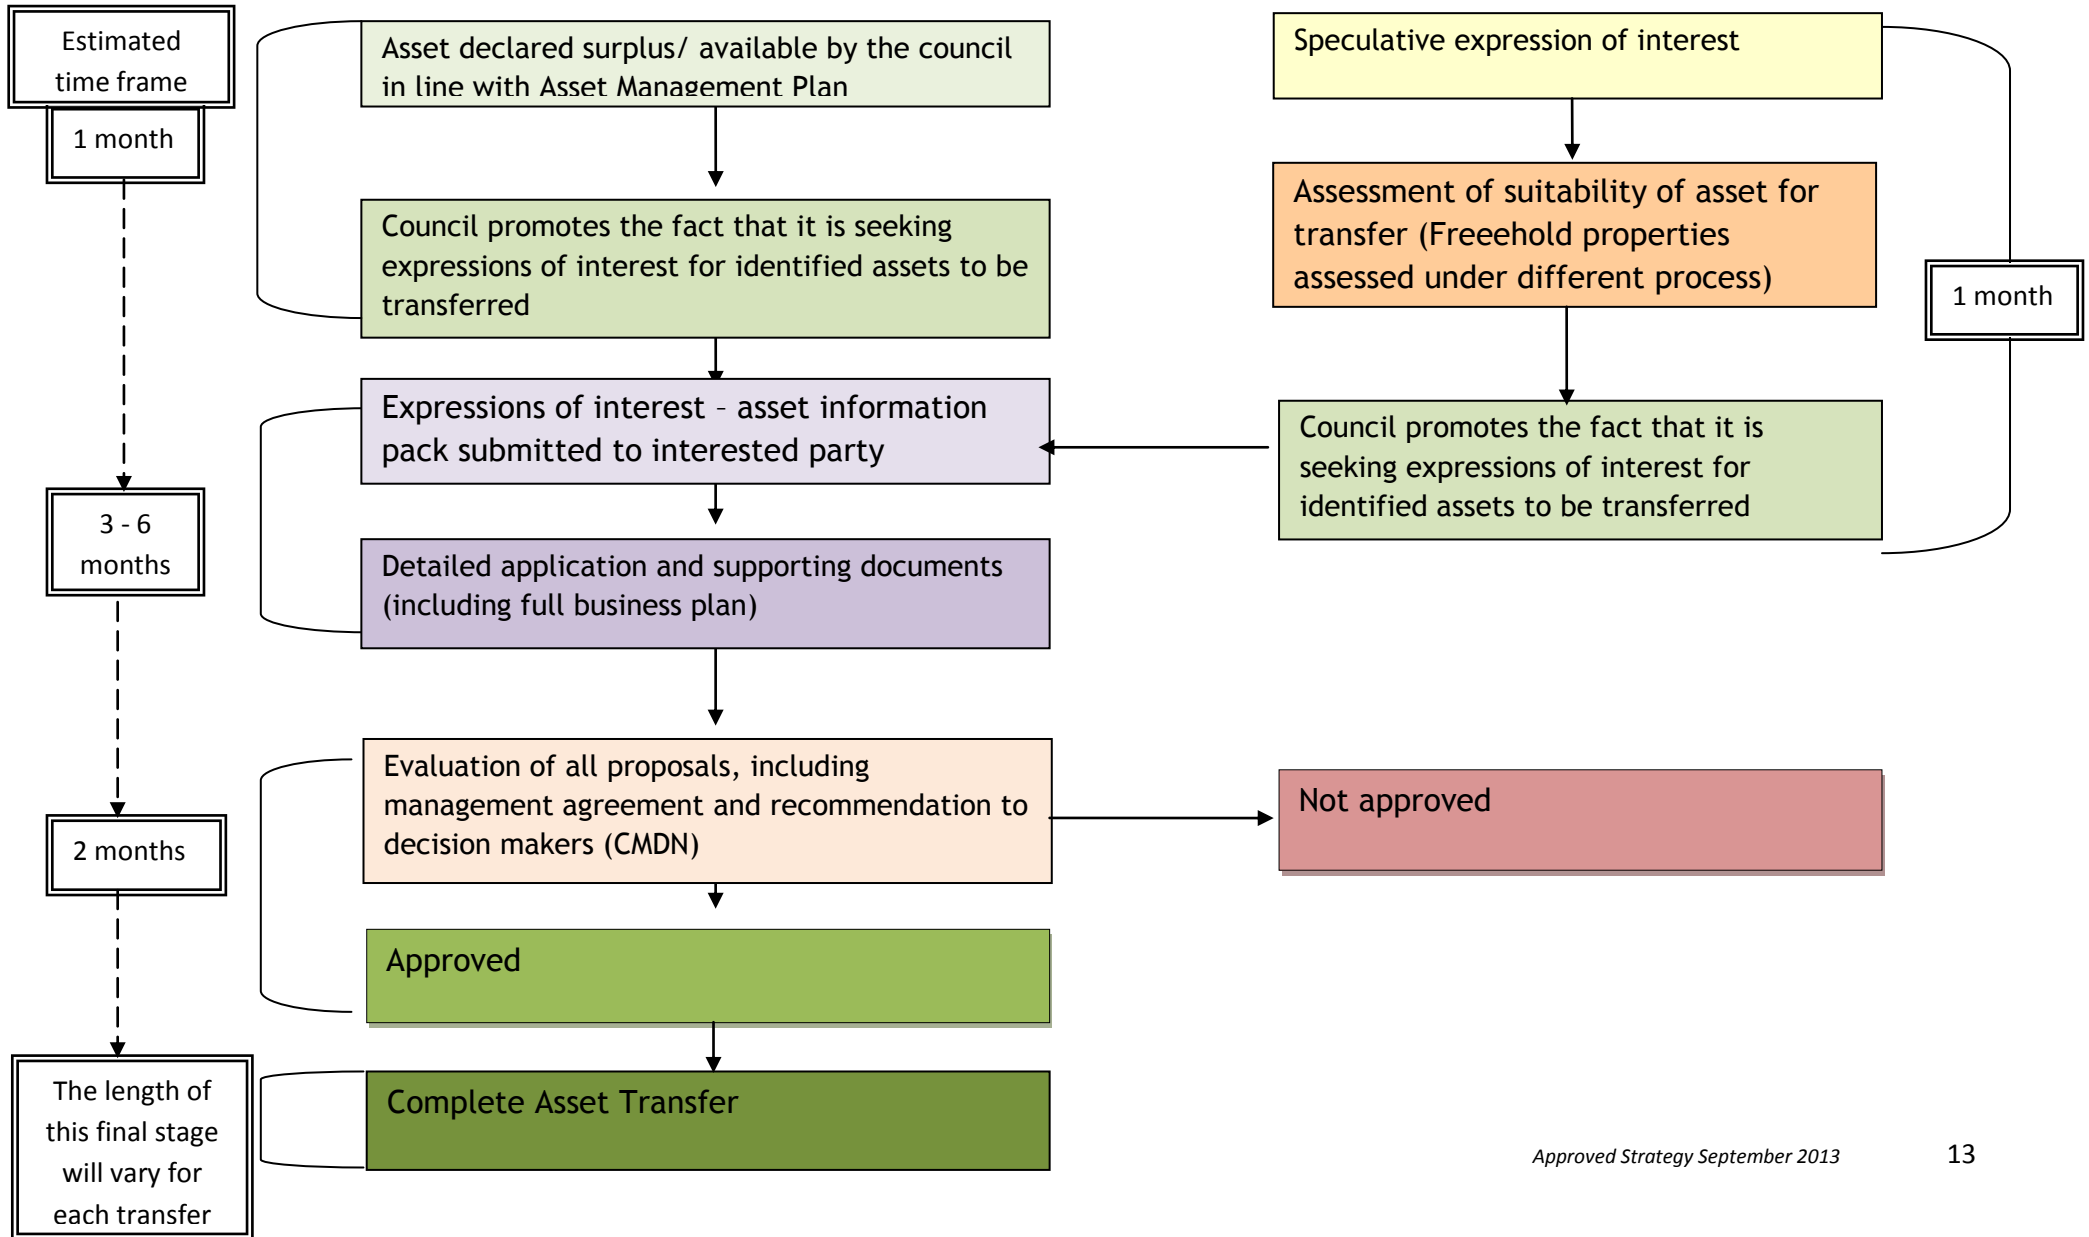 Estimated
time frame
1 month
3 - 6
months
2 months
The length of
this final stage
will vary for
each transfer
Asset declared surplus/ available by the council
in line with Asset Management Plan
Council promotes the fact that it is seeking
expressions of interest for identified assets to be
transferred
Expressions of interest – asset information
pack submitted to interested party
Detailed application and supporting documents
(including full business plan)
Evaluation of all proposals, including
management agreement and recommendation to
decision makers (CMDN)
Approved
Complete Asset Transfer
Speculative expression of interest
Assessment of suitability of asset for
transfer (Freeehold properties
assessed under different process)
1 month
Council promotes the fact that it is
seeking expressions of interest for
identified assets to be transferred
Not approved
Approved Strategy September 2013 13